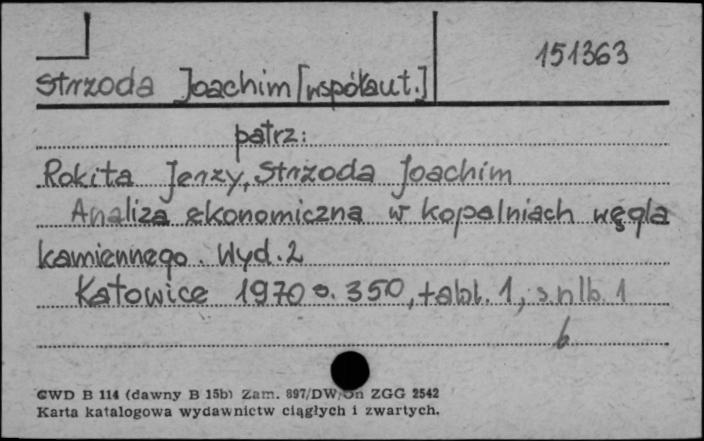 151363
Strzoda Joachim [współaut.]
patrz:
Rokita Jerzy, Strzoda Joachim
Analiza ekonomiczna w kopalniach węgla
kamiennego. Wyd. 2
Katowice 1970 s. 350, tabl. 1, s.nlb. 1
b
CWD B 114 (dawny B 15b) Zam. 897/DW/On ZGG 2542
Karta katalogowa wydawnictw ciągłych i zwartych.